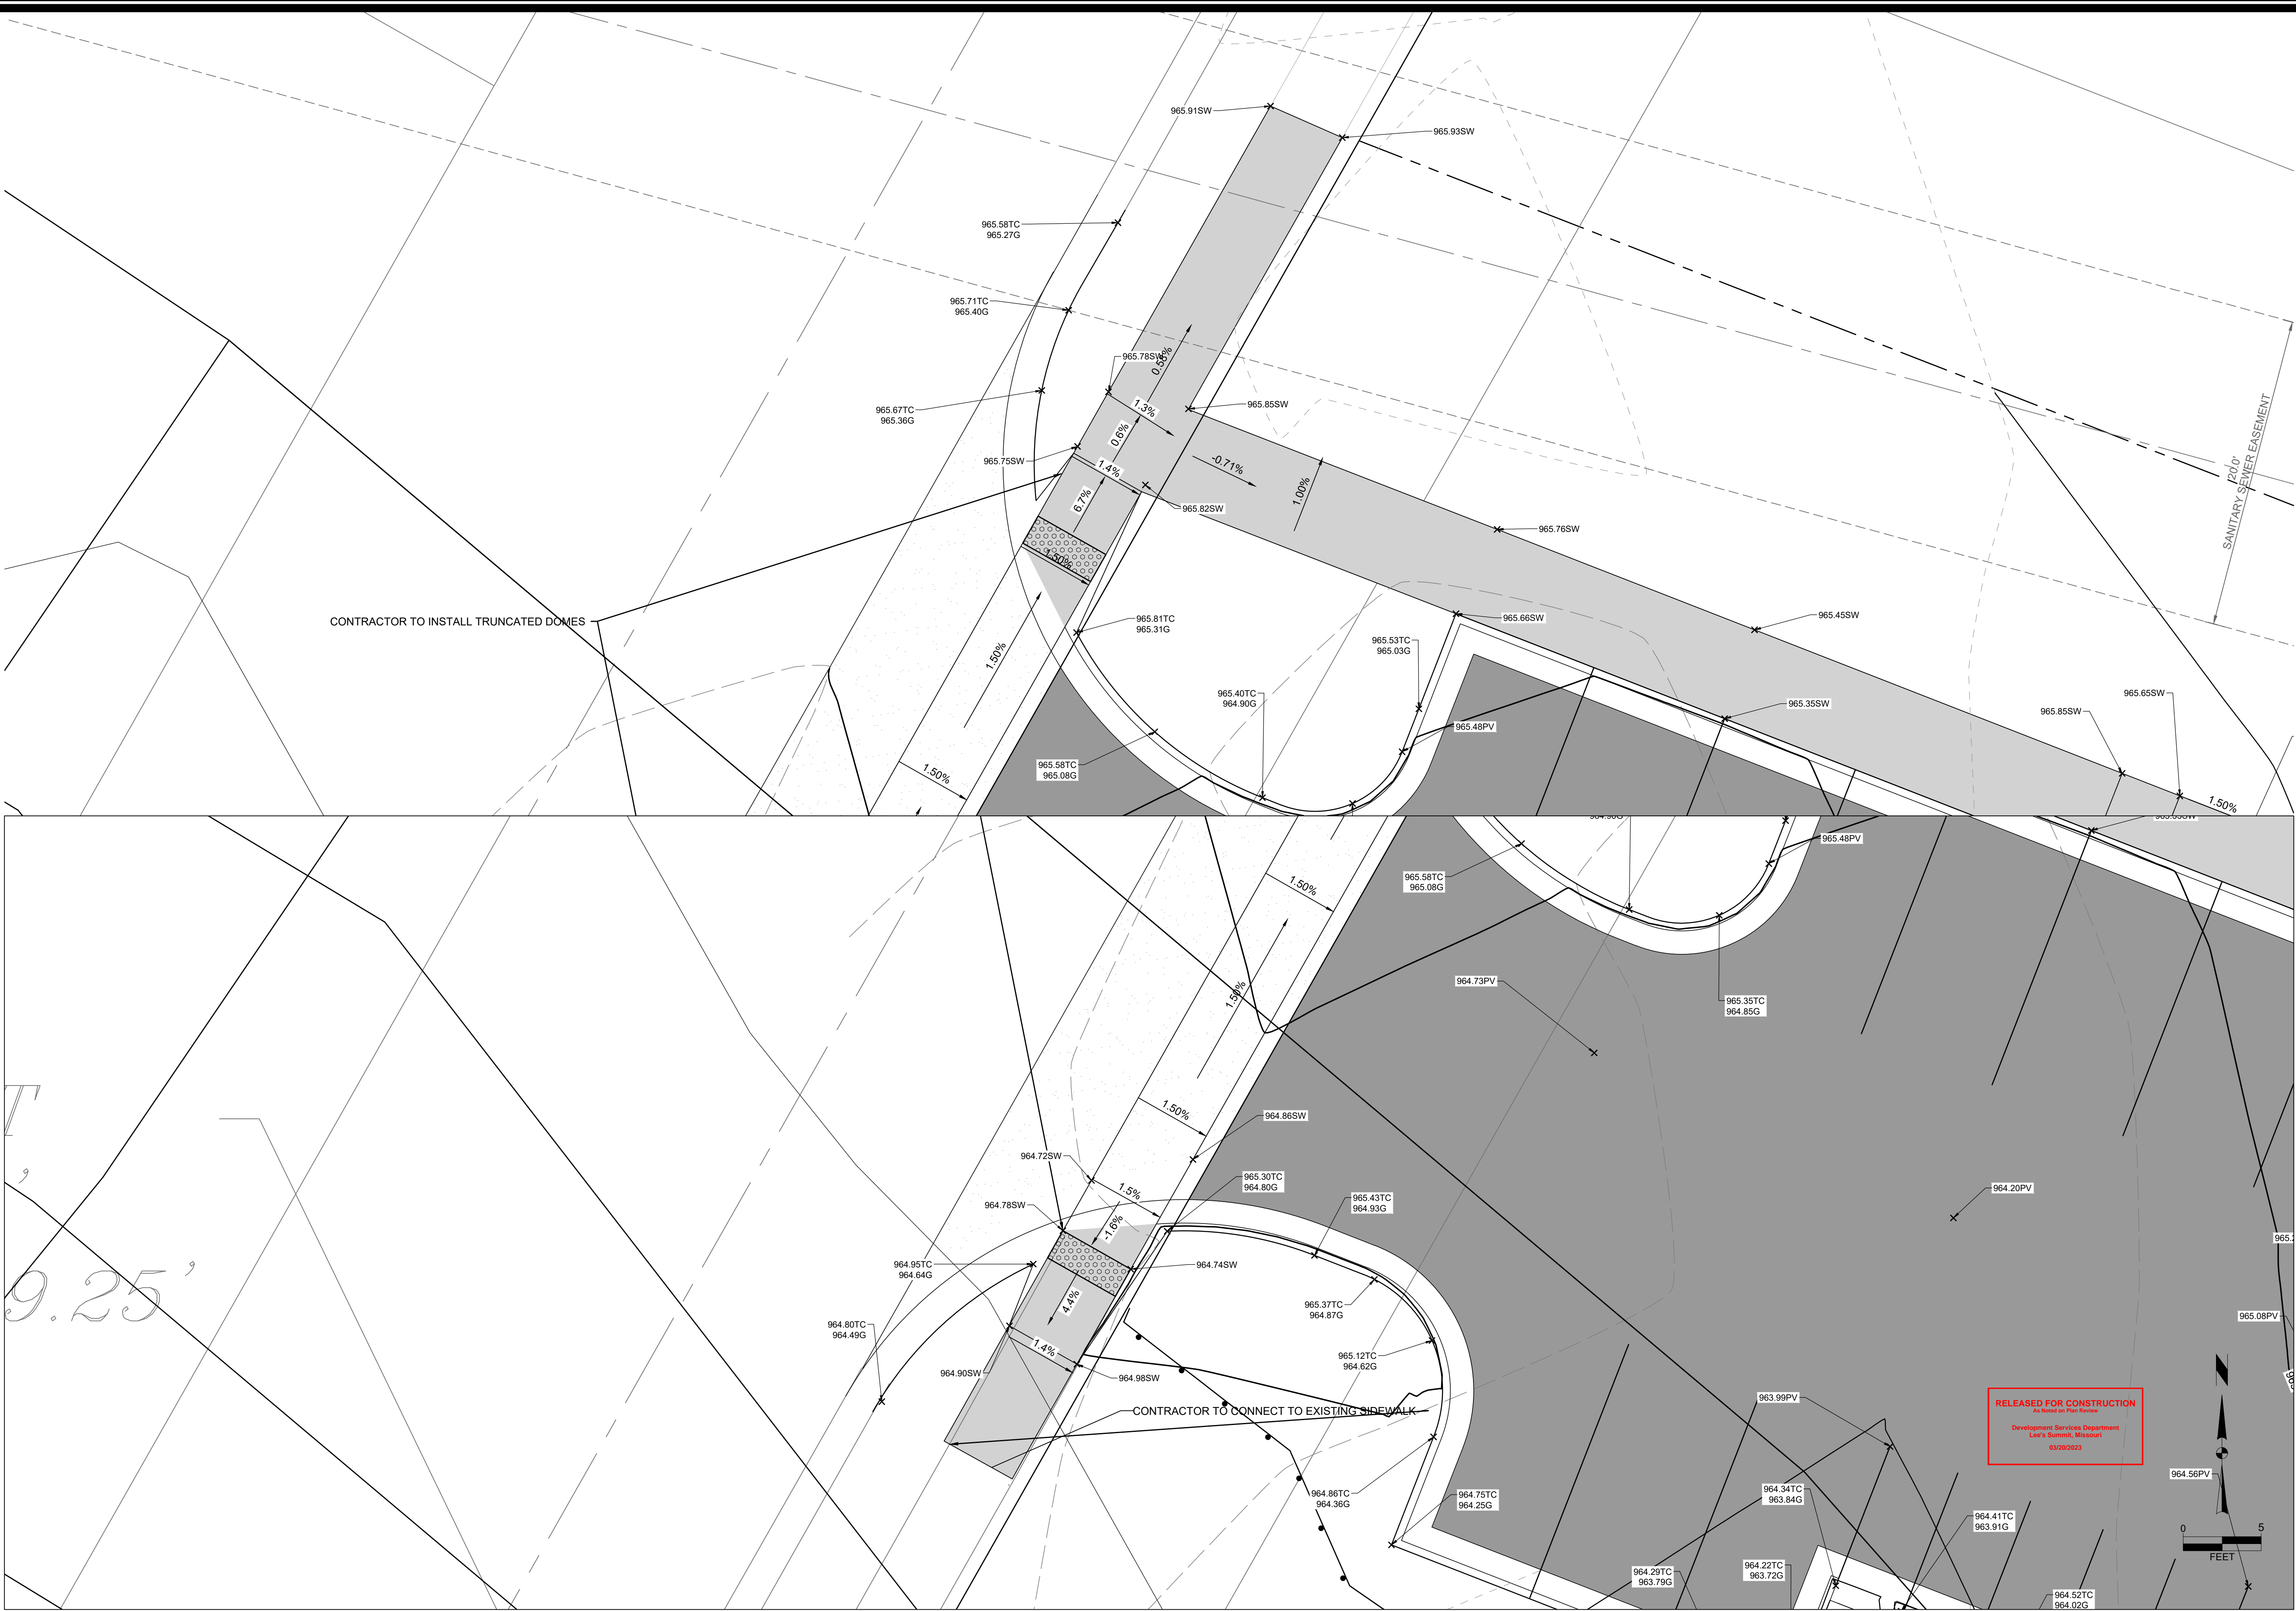 965.91SW
965.93SW
965.58TC
965.27G
965.71TC
965.40G
965.78SW
0.55%
965.67TC
965.36G
1.3%
965.85SW
0.6%
965.75SW
1.4%
-0.71%
1.00%
6.7%
965.82SW
965.76SW
20.0'
SANITARY SEWER EASEMENT
1.50%
CONTRACTOR TO INSTALL TRUNCATED DOMES
965.81TC
965.31G
965.66SW
965.45SW
965.53TC
965.03G
1.50%
965.40TC
964.90G
965.65SW
965.35SW
965.85SW
965.48PV
965.58TC
965.08G
1.50%
1.50%
964.90G
965.35SW
965.48PV
965.58TC
965.08G
1.50%
964.73PV
1.50%
965.35TC
964.85G
1.50%
964.86SW
964.72SW
965.30TC
964.80G
1.5%
964.20PV
965.43TC
964.93G
964.78SW
-1.6%
965.2
964.95TC
964.64G
964.74SW
9.25'
4.4%
965.37TC
964.87G
965.08PV
964.80TC
964.49G
1.4%
965.12TC
964.62G
964.90SW
964.98SW
N
963.99PV
CONTRACTOR TO CONNECT TO EXISTING SIDEWALK
RELEASED FOR CONSTRUCTION
As Noted on Plan Review
Development Services Department
Lee's Summit, Missouri
03/20/2023
964.56PV
964.86TC
964.36G
964.75TC
964.25G
964.34TC
963.84G
964.41TC
963.91G
0 5
FEET
964.29TC
963.79G
964.22TC
963.72G
964.52TC
964.02G